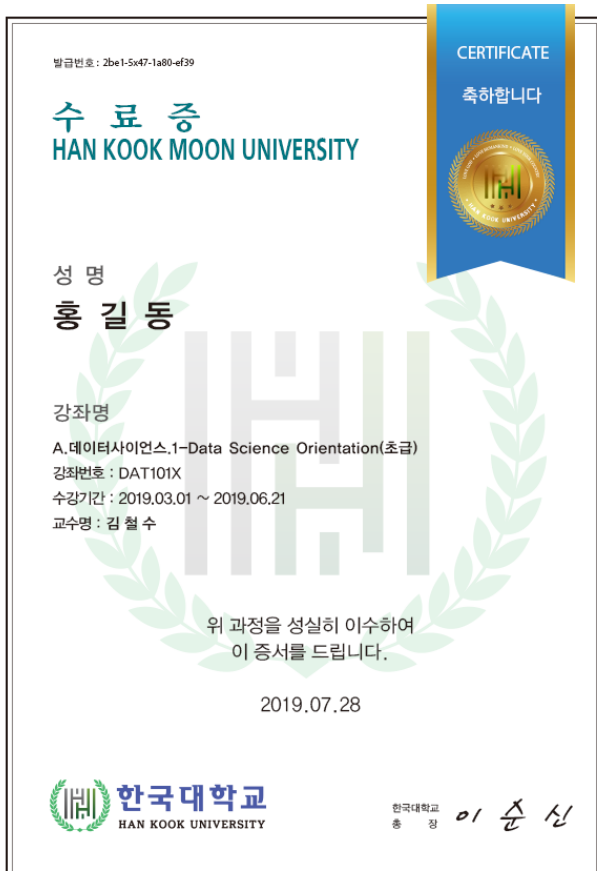 발급번호 : 2be1-5x47-1a80-ef39
CERTIFICATE
축하합니다
수 료 증
HAN KOOK MOON UNIVERSITY
HAN KOOK UNIVERSITY
성 명
홍 길 동
강좌명
A.데이터사이언스.1-Data Science Orientation(초급)
강좌번호 : DAT101X
수강기간 : 2019.03.01 ~ 2019.06.21
교수명 : 김 철 수
위 과정을 성실히 이수하여
이 증서를 드립니다.
2019.07.28
한국대학교
HAN KOOK UNIVERSITY
한국대학교
총 장
이 순 신